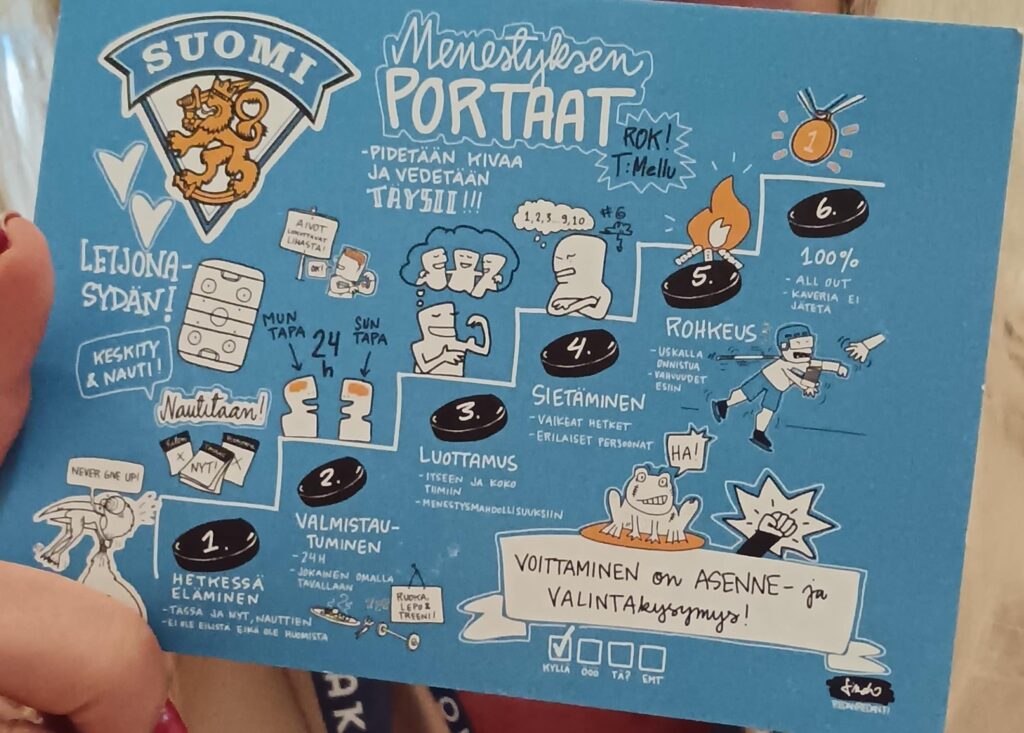 SUOMI
Menestyksen
PORTAAT
ROK!
T:Mellu
- PIDETÄÄN KIVAA
JA VEDETÄÄN
TÄYSII!!!
AIVOT
LIHASTA!
OK!
LEIJONA-
SYDÄN!
KESKITY
& NAUTI!
Nautitaan!
NYT!
X
NEVER GIVE UP!
1.
HETKESSÄ
ELÄMINEN
- TÄSSÄ JA NYT, NAUTTIEN
- EI OLE EILISTÄ EIKÄ OLE HUOMISTA
MUN
TAPA
24
h
SUN
TAPA
2.
VALMISTAU-
TUMINEN
- 24H
- JOKAINEN OMALLA
TAVALLAAN
RUOKA,
LEPO &
TREENI!
3.
LUOTTAMUS
- ITSEEN JA KOKO
TIIMIIN
- MENESTYSMAHDOLLISUUKSIIN
1, 2, 3 ... 9, 10
#6
4.
SIETÄMINEN
- VAIKEAT HETKET
- ERILAISET PERSOONAT
5.
ROHKEUS
- USKALLA
ONNISTUA
- VAHVUUDET
ESIIN
1
6.
100%
- ALL OUT
- KAVERIA EI
JÄTETÄ
HA!
VOITTAMINEN on ASENNE- ja
VALINTAkysymys!
KYLLÄ ÖÖÖ TÄ? EMT